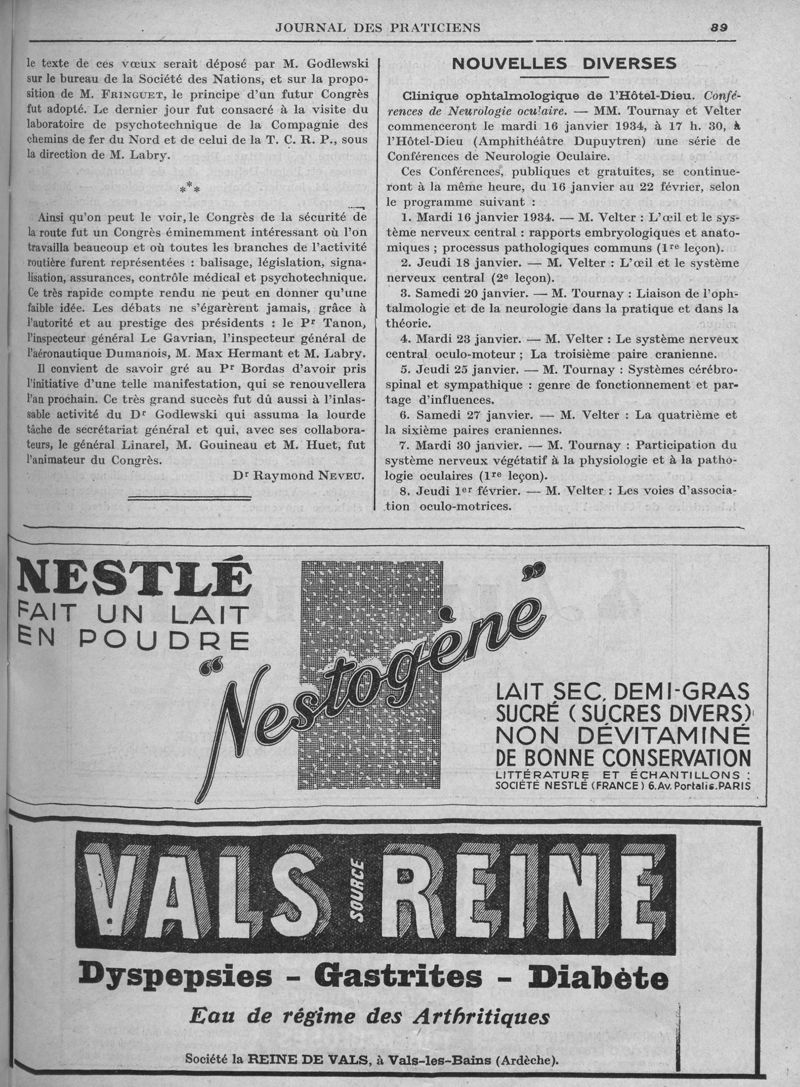 JOURNAL DES PRATICIENS
89
le texte de ces vœux serait déposé par M. Godlewski
sur le bureau de la Société des Nations, et sur la propo-
sition de M. FRINGUET, le principe d'un futur Congrès
fut adopté. Le dernier jour fut consacré à la visite du
laboratoire de psychotechnique de la Compagnie des
chemins de fer du Nord et de celui de la T. C. R. P., sous
la direction de M. Labry.
***
Ainsi qu'on peut le voir, le Congrès de la sécurité de
la route fut un Congrès éminemment intéressant où l'on
travailla beaucoup et où toutes les branches de l'activité
routière furent représentées : balisage, législation, signa-
lisation, assurances, contrôle médical et psychotechnique.
Ce très rapide compte rendu ne peut en donner qu'une
faible idée. Les débats ne s'égarèrent jamais, grâce à
l'autorité et au prestige des présidents : le Pr Tanon,
l'inspecteur général Le Gavrian, l'inspecteur général de
l'aéronautique Dumanois, M. Max Hermant et M. Labry.
Il convient de savoir gré au Pr Bordas d'avoir pris
l'initiative d'une telle manifestation, qui se renouvellera
l'an prochain. Ce très grand succès fut dû aussi à l'inlas-
sable activité du Dr Godlewski qui assuma la lourde
tâche de secrétariat général et qui, avec ses collabora-
teurs, le général Linarel, M. Gouineau et M. Huet, fut
l'animateur du Congrès.
Dr Raymond NEVEU.
NOUVELLES DIVERSES
Clinique ophtalmologique de l'Hôtel-Dieu. Confé-
rences de Neurologie oculaire. — MM. Tournay et Velter
commenceront le mardi 16 janvier 1934, à 17 h. 30, à
l'Hôtel-Dieu (Amphithéâtre Dupuytren) une série de
Conférences de Neurologie Oculaire.
Ces Conférences, publiques et gratuites, se continue-
ront à la même heure, du 16 janvier au 22 février, selon
le programme suivant :
1. Mardi 16 janvier 1934. — M. Velter : L'œil et le sys-
tème nerveux central : rapports embryologiques et anato-
miques ; processus pathologiques communs (1re leçon).
2. Jeudi 18 janvier. — M. Velter : L'œil et le système
nerveux central (2e leçon).
3. Samedi 20 janvier. — M. Tournay : Liaison de l'oph-
talmologie et de la neurologie dans la pratique et dans la
théorie.
4. Mardi 23 janvier. — M. Velter : Le système nerveux
central oculo-moteur ; La troisième paire cranienne.
5. Jeudi 25 janvier. — M. Tournay : Systèmes cérébro-
spinal et sympathique : genre de fonctionnement et par-
tage d'influences.
6. Samedi 27 janvier. — M. Velter : La quatrième et
la sixième paires craniennes.
7. Mardi 30 janvier. — M. Tournay : Participation du
système nerveux végétatif à la physiologie et à la patho-
logie oculaires (1re leçon).
8. Jeudi 1er février. — M. Velter : Les voies d'associa-
tion oculo-motrices.
NESTLÉ
FAIT UN LAIT
EN POUDRE
“Nestogène”
LAIT SEC, DEMI-GRAS
SUCRÉ (SUCRES DIVERS)
NON DÉVITAMINÉ
DE BONNE CONSERVATION
LITTÉRATURE ET ÉCHANTILLONS :
SOCIÉTÉ NESTLÉ (FRANCE) 6.Av. Portalis. PARIS
VALS SOURCE REINE
Dyspepsies - Gastrites - Diabète
Eau de régime des Arthritiques
Société la REINE DE VALS, à Vals-les-Bains (Ardèche).